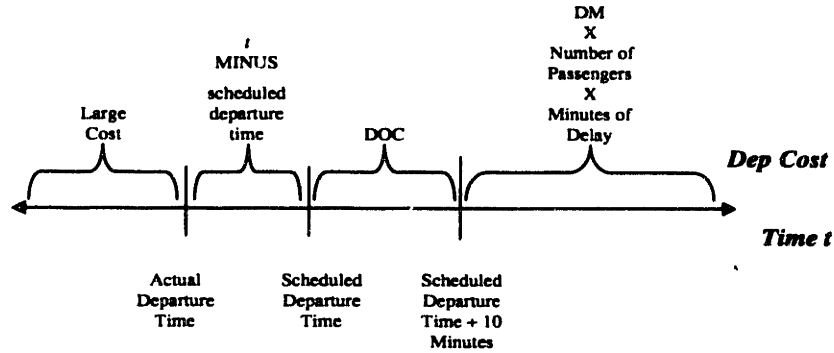 DM
X
Number of
Passengers
X
Minutes of
Delay
t
MINUS
scheduled
departure
time
Large
Cost
DOC
Dep Cost
Time t
Actual
Departure
Time
Scheduled
Departure
Time
Scheduled
Departure
Time + 10
Minutes